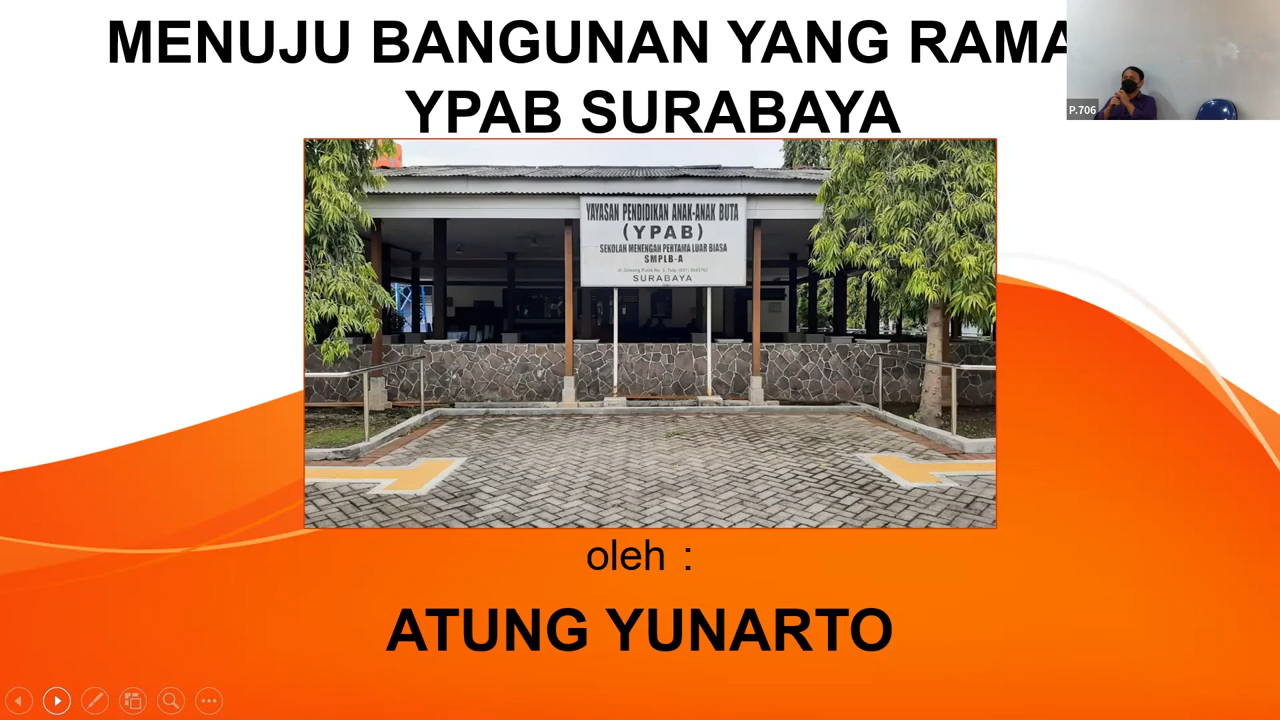 MENUJU BANGUNAN YANG RAMA
YPAB SURABAYA
P.706
YAYASAN PENDIDIKAN ANAK-ANAK BUTA
(YPAB)
SEKOLAH MENENGAH PERTAMA LUAR BIASA
SMPLB-A
SURABAYA
oleh :
ATUNG YUNARTO